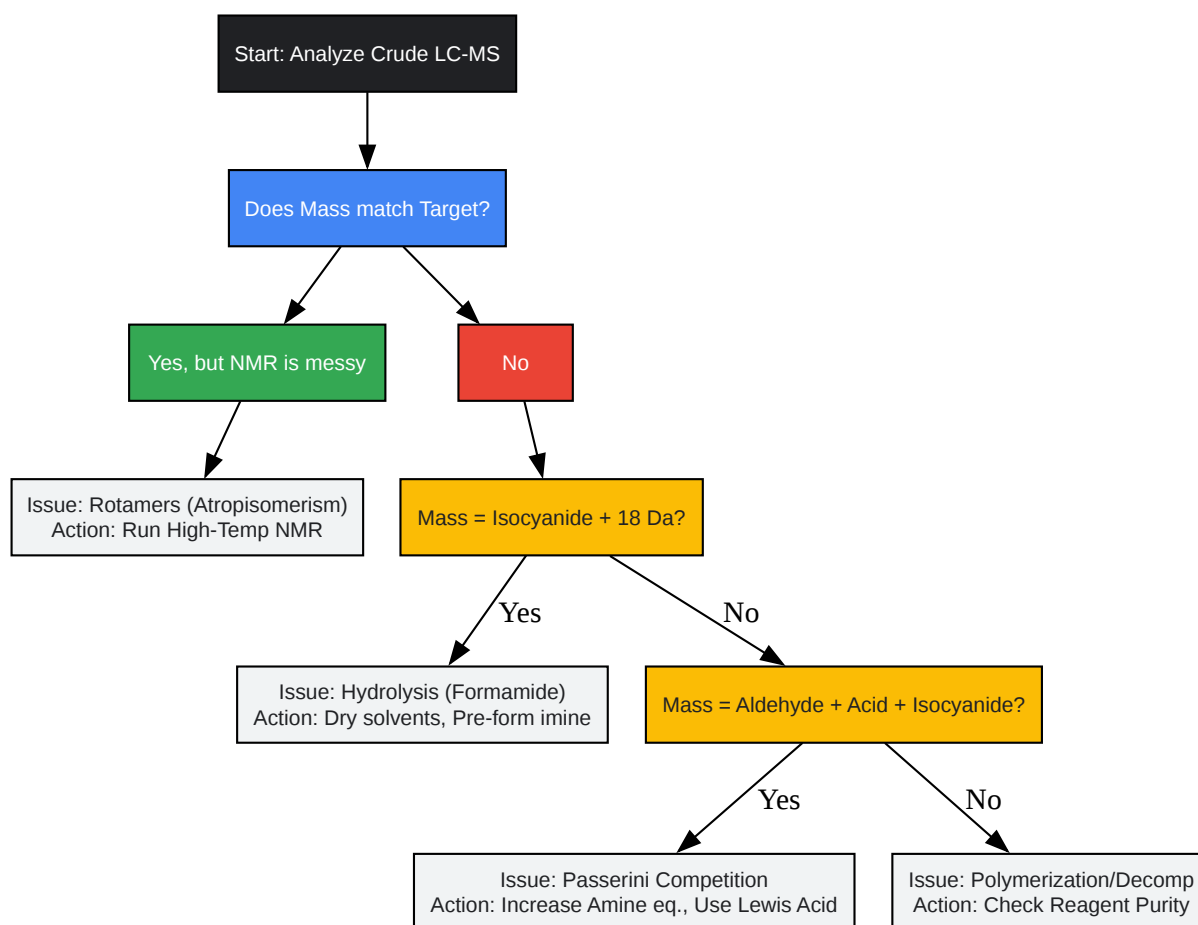 Start: Analyze Crude LC-MS
Does Mass match Target?
Yes, but NMR is messy
No
Issue: Rotamers (Atropisomerism)
Action: Run High-Temp NMR
Mass = Isocyanide + 18 Da?
Yes
No
Issue: Hydrolysis (Formamide)
Action: Dry solvents, Pre-form imine
Mass = Aldehyde + Acid + Isocyanide?
Yes
No
Issue: Passerini Competition
Action: Increase Amine eq., Use Lewis Acid
Issue: Polymerization/Decomp
Action: Check Reagent Purity